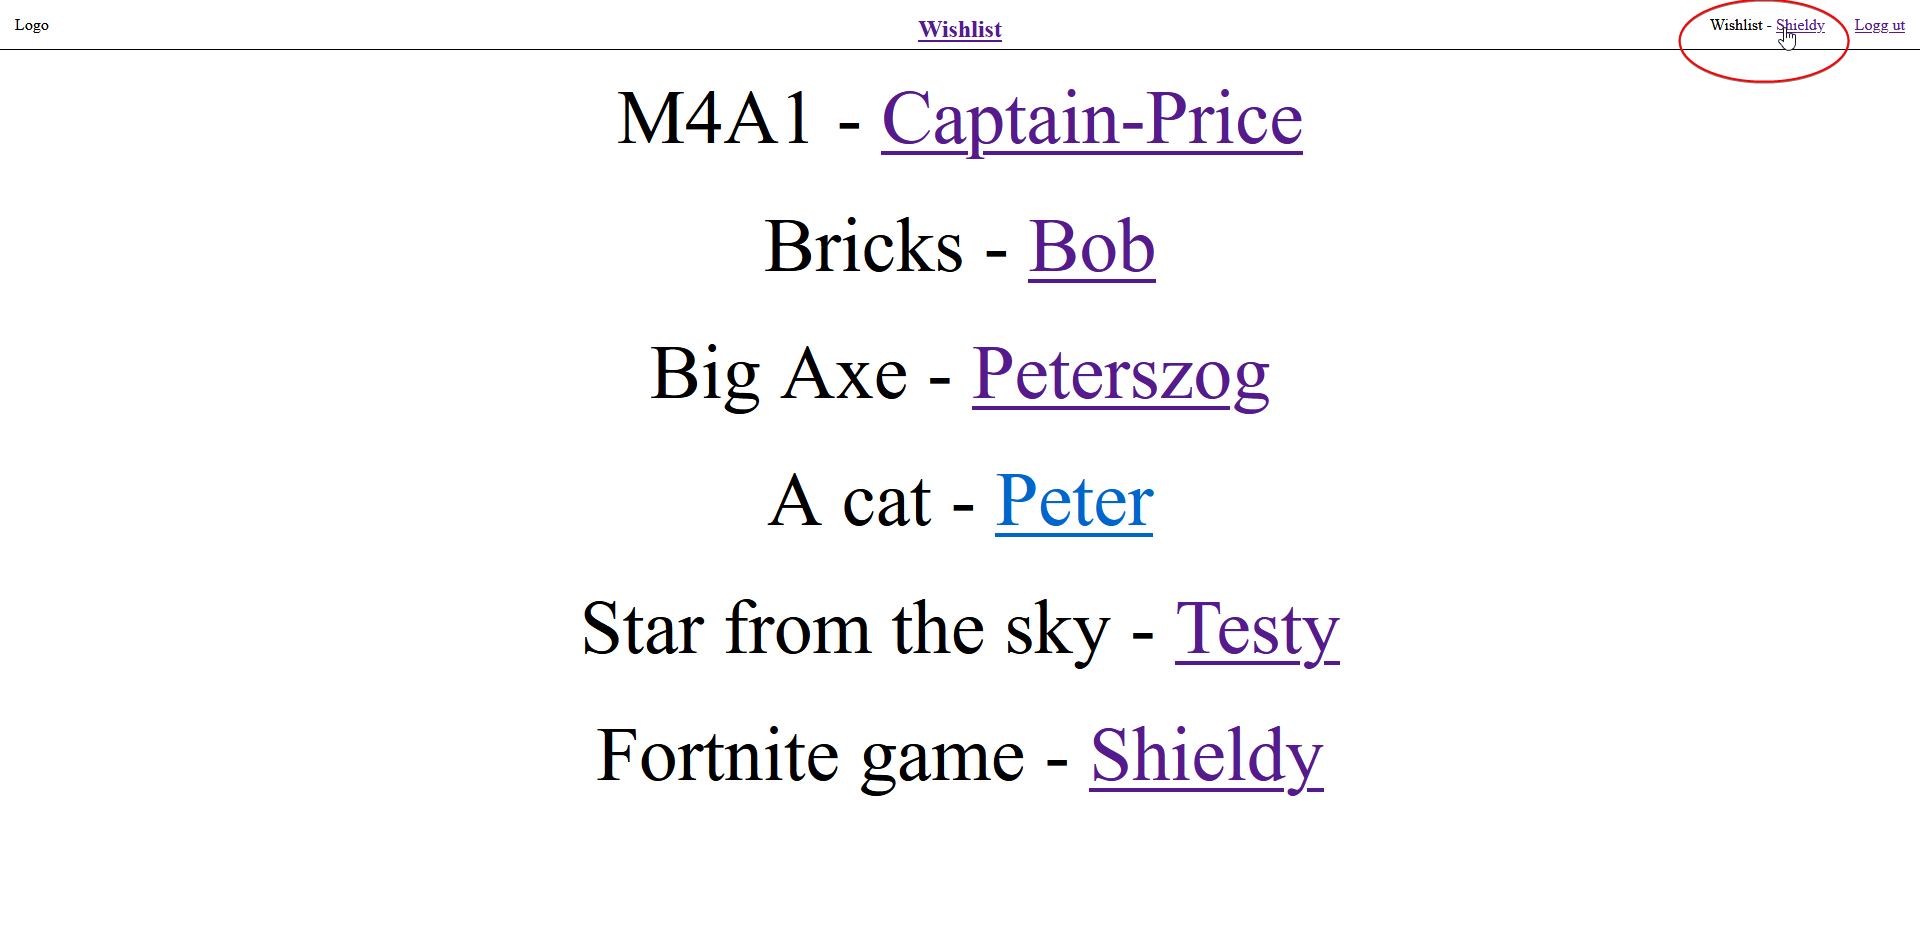 Logo Wishlist Wishlist - Shieldy Logg ut
M4A1 - Captain-Price
Bricks - Bob
Big Axe - Peterszog
A cat - Peter
Star from the sky - Testy
Fortnite game - Shieldy